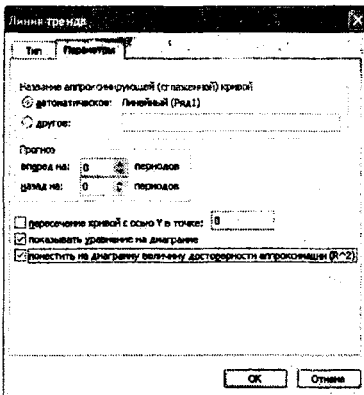 Линия тренда
Тип Параметры
Название аппроксимирующей (сглаженной) кривой
автоматическое: Линейный (Ряд1)
другое:
Прогноз
вперед на: 0 периодов
назад на: 0 периодов
пересечение кривой с осью Y в точке: 0
показывать уравнение на диаграмме
поместить на диаграмму величину достоверности аппроксимации (R^2)
OK Отмена